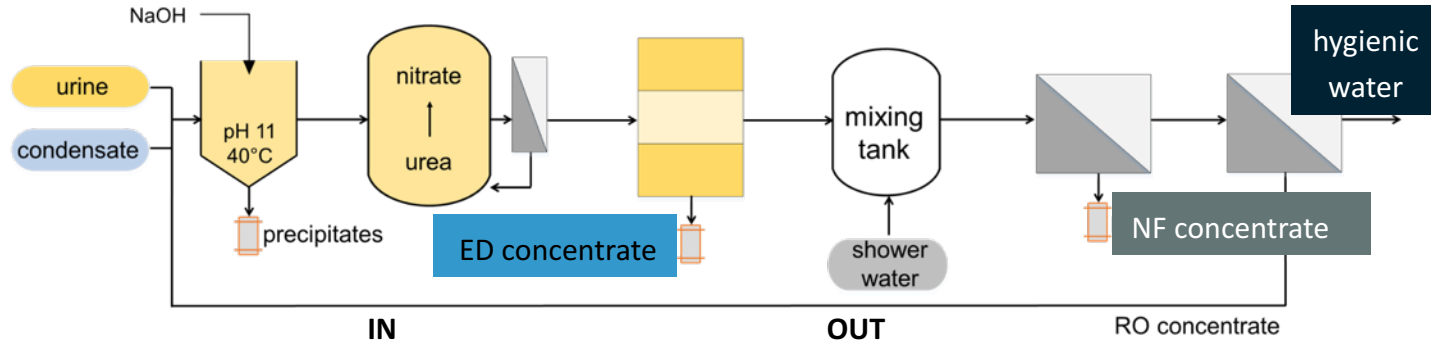 NaOH
urine
condensate
pH 11
40°C
precipitates
nitrate
urea
ED concentrate
mixing
tank
shower
water
NF concentrate
hygienic
water
RO concentrate
IN
OUT